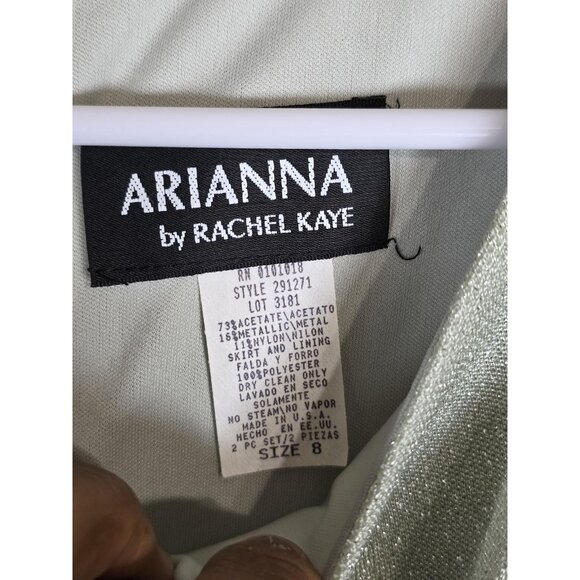 ARIANNA
by RACHEL KAYE
RN 0101018
STYLE 291271
LOT 3181
73%ACETATE\ACETATO
16%METALLIC\METAL
11%NYLON\NILON
SKIRT AND LINING
FALDA Y FORRO
100%POLYESTER
DRY CLEAN ONLY
LAVADO EN SECO
SOLAMENTE
NO STEAM\NO VAPOR
MADE IN U.S.A.
HECHO EN EE.UU.
2 PC SET/2 PIEZAS
SIZE 8